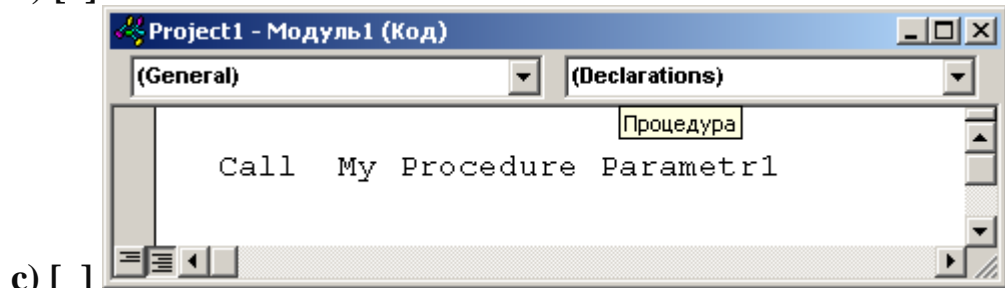 Project1 - Модуль1 (Код)
(General) (Declarations)
Процедура
Call My Procedure Parametr1
c) [ ]